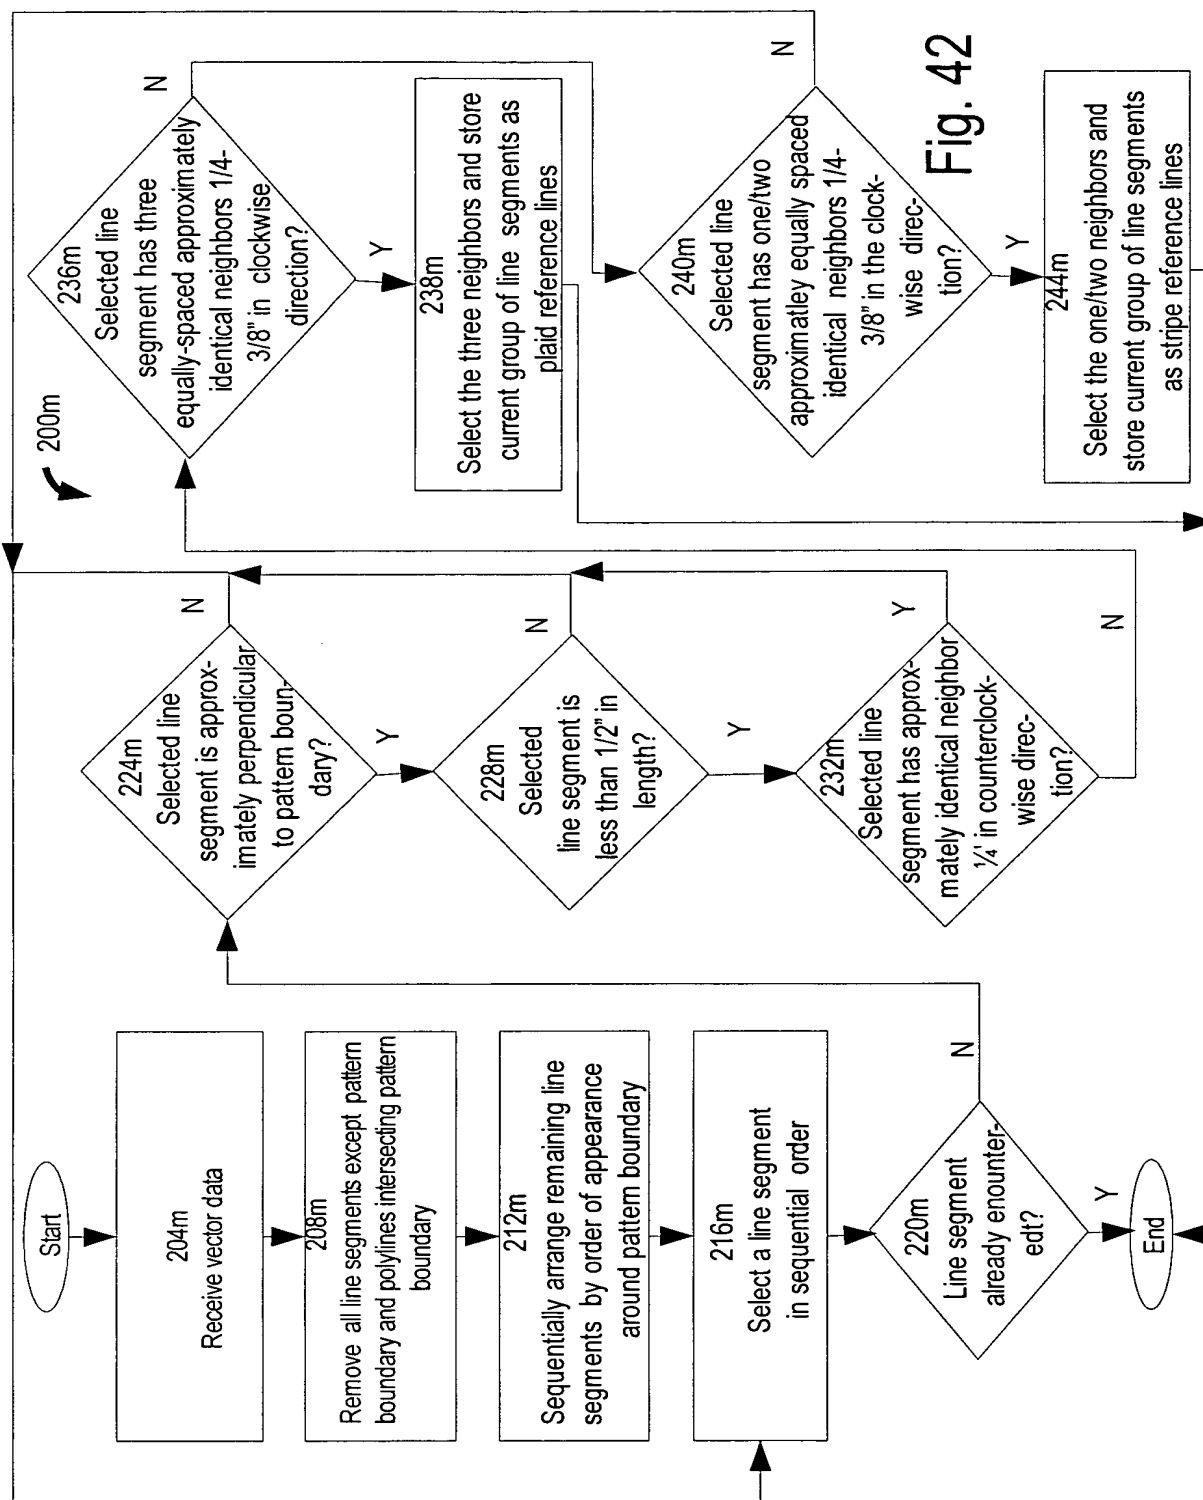 200m
Start
204m
Receive vector data
208m
Remove all line segments except pattern
boundary and polylines intersecting pattern
boundary
212m
Sequentially arrange remaining line
segments by order of appearance
around pattern boundary
216m
Select a line segment
in sequential order
220m
Line segment
already enounter-
edt?
N
Y
End
224m
Selected line
segment is approx-
imately perpendicular
to pattern boun-
dary?
N
Y
228m
Selected
line segment is
less than 1/2" in
length?
N
Y
232m
Selected line
segment has approx-
mately identical neighbor
¼' in counterclock-
wise direc-
tion?
Y
N
236m
Selected line
segment has three
equally-spaced approximately
identical neighbors 1/4-
3/8" in clockwise
direction?
N
Y
238m
Select the three neighbors and store
current group of line segments as
plaid reference lines
240m
Selected line
segment has one/two
approximatley equally spaced
identical neighbors 1/4-
3/8" in the clock-
wise direc-
tion?
N
Y
244m
Select the one/two neighbors and
store current group of line segments
as stripe reference lines
Fig. 42